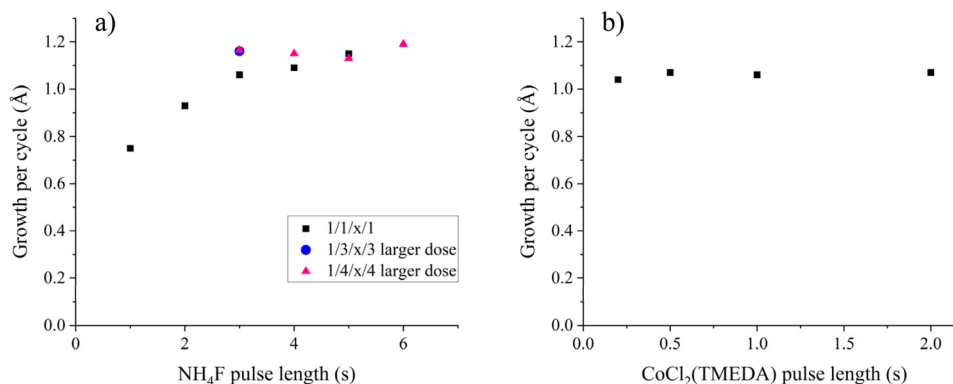 a)
Growth per cycle (Å)
1.2
1.0
0.8
0.6
0.4
0.2
0.0
1/1/x/1
1/3/x/3 larger dose
1/4/x/4 larger dose
0 2 4 6
NH₄F pulse length (s)
b)
Growth per cycle (Å)
1.2
1.0
0.8
0.6
0.4
0.2
0.0
0.0 0.5 1.0 1.5 2.0
CoCl₂(TMEDA) pulse length (s)